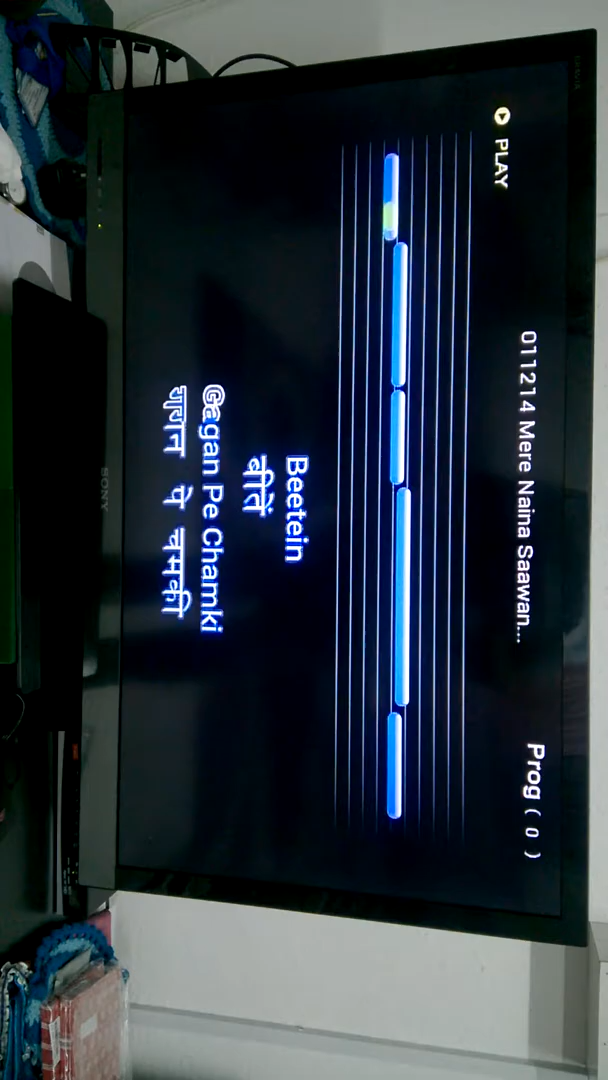 PLAY
011214 Mere Naina Saawan...
Prog ( 0 )
Beetein
बीतें
Gagan Pe Chamki
गगन पे चमकी
SONY